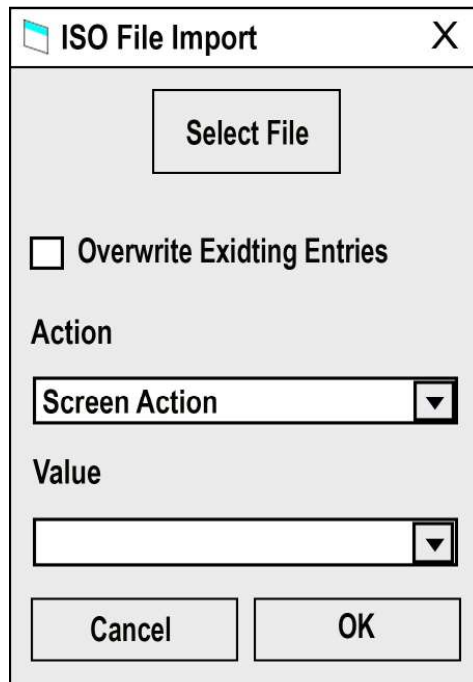 ISO File Import X
Select File
Overwrite Exidting Entries
Action
Screen Action
Value
Cancel OK